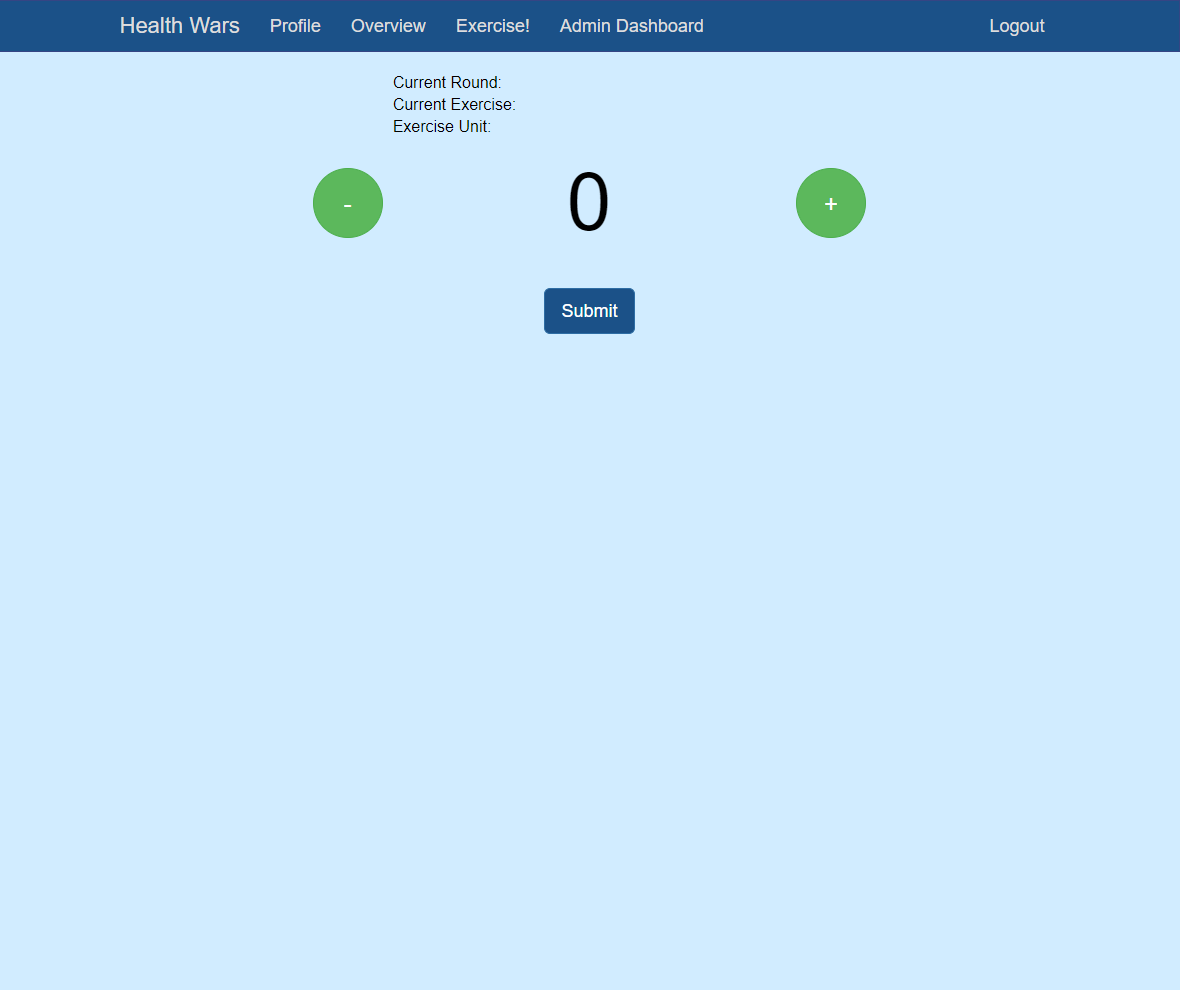 Health Wars Profile Overview Exercise! Admin Dashboard Logout
Current Round:
Current Exercise:
Exercise Unit:
- 0 +
Submit